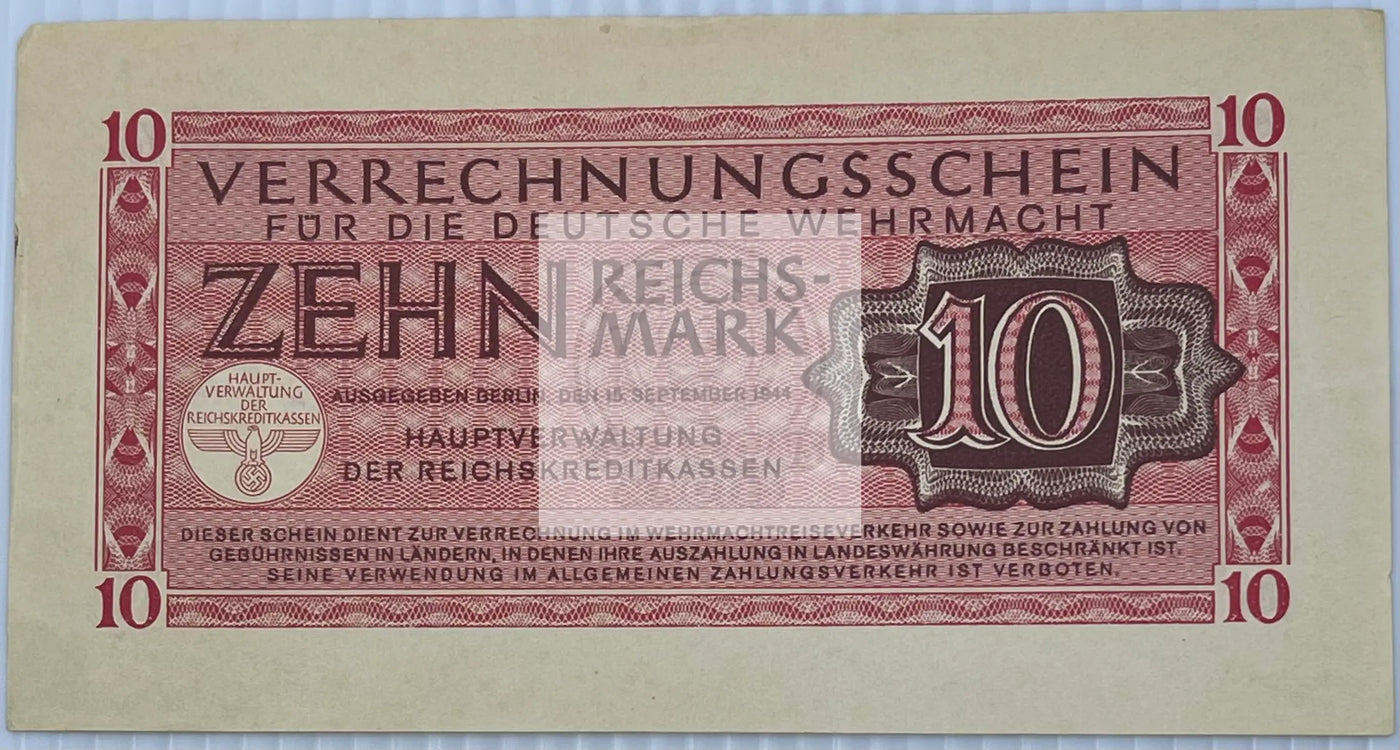 10 10
VERRECHNUNGSSCHEIN
FÜR DIE DEUTSCHE WEHRMACHT
ZEHN REICHS-
MARK
10
HAUPT-
VERWALTUNG
DER
REICHSKREDITKASSEN
AUSGEGEBEN BERLIN, DEN 15. SEPTEMBER 1944
HAUPTVERWALTUNG
DER REICHSKREDITKASSEN
DIESER SCHEIN DIENT ZUR VERRECHNUNG IM WEHRMACHTREISEVERKEHR SOWIE ZUR ZAHLUNG VON
GEBÜHRNISSEN IN LÄNDERN, IN DENEN IHRE AUSZAHLUNG IN LANDESWÄHRUNG BESCHRÄNKT IST.
SEINE VERWENDUNG IM ALLGEMEINEN ZAHLUNGSVERKEHR IST VERBOTEN.
10 10